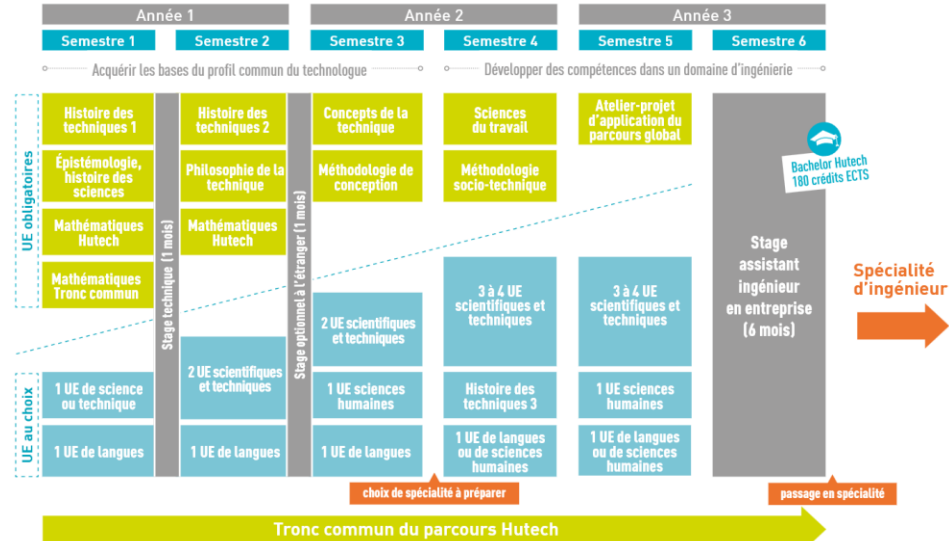 Année 1
Année 2
Année 3
Semestre 1
Semestre 2
Semestre 3
Semestre 4
Semestre 5
Semestre 6
Acquérir les bases du profil commun du technologue
Développer des compétences dans un domaine d'ingénierie
UE obligatoires
Histoire des
techniques 1
Épistémologie,
histoire des
sciences
Mathématiques
Hutech
Mathématiques
Tronc commun
Stage technique (1 mois)
Histoire des
techniques 2
Philosophie de la
technique
Mathématiques
Hutech
Stage optionnel à l'étranger (1 mois)
Concepts de la
technique
Méthodologie de
conception
Sciences
du travail
Méthodologie
socio-technique
Atelier-projet
d'application du
parcours global
Bachelor Hutech
180 crédits ECTS
Stage
assistant
ingénieur
en entreprise
(6 mois)
Spécialité
d'ingénieur
UE au choix
1 UE de science
ou technique
1 UE de langues
2 UE scientifiques
et techniques
1 UE de langues
2 UE scientifiques
et techniques
1 UE sciences
humaines
1 UE de langues
3 à 4 UE
scientifiques et
techniques
Histoire des
techniques 3
1 UE de langues
ou de sciences
humaines
3 à 4 UE
scientifiques et
techniques
1 UE sciences
humaines
1 UE de langues
ou de sciences
humaines
choix de spécialité à préparer
passage en spécialité
Tronc commun du parcours Hutech